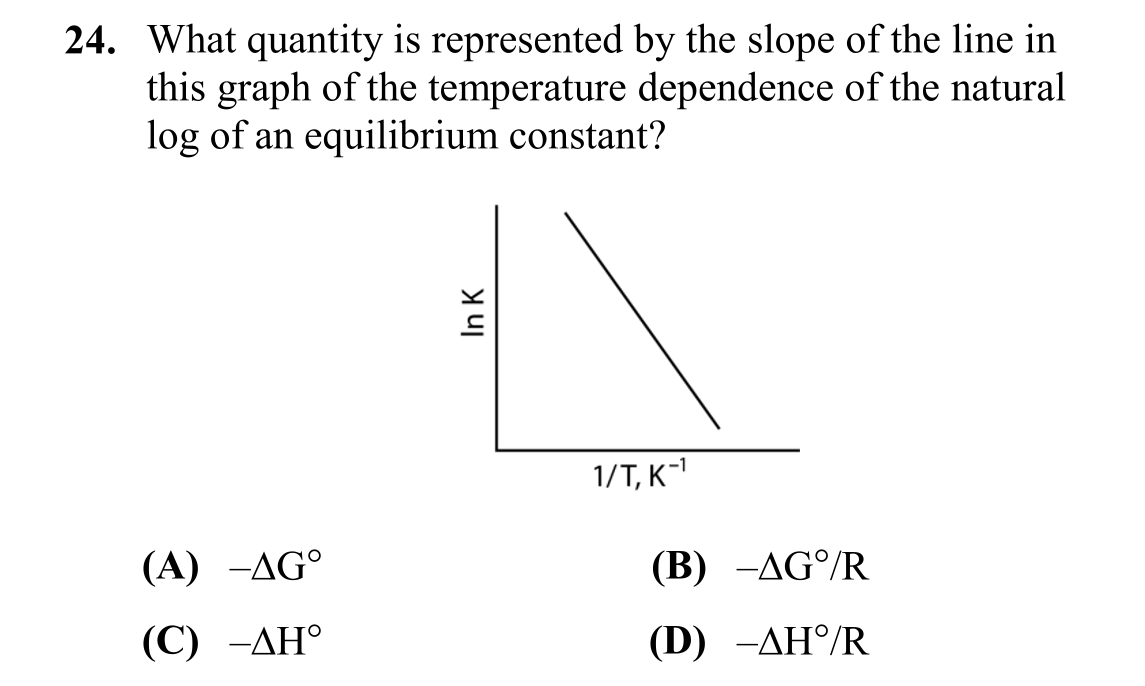 24. What quantity is represented by the slope of the line in
this graph of the temperature dependence of the natural
log of an equilibrium constant?
ln K
1/T, K⁻¹
(A) –ΔG° (B) –ΔG°/R
(C) –ΔH° (D) –ΔH°/R